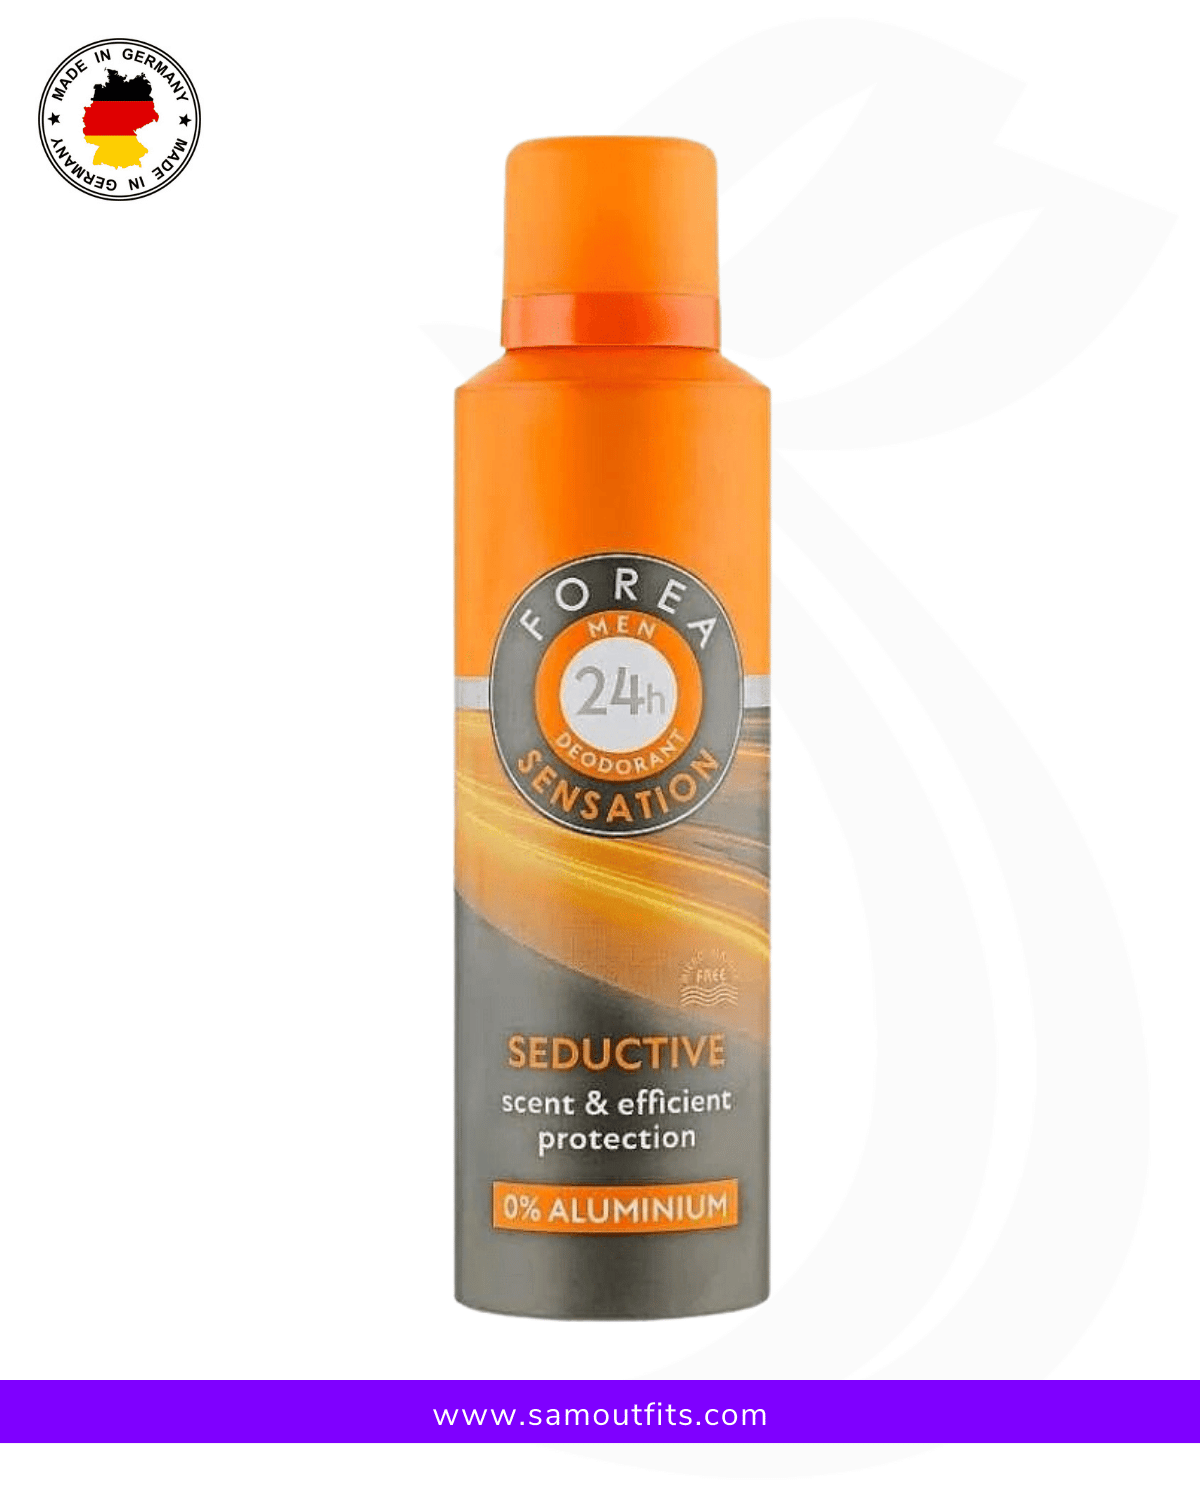 MADE IN GERMANY
MADE IN GERMANY
FOREA
MEN
24h
DEODORANT
SENSATION
FREE
SEDUCTIVE
scent & efficient
protection
0% ALUMINIUM
www.samoutfits.com